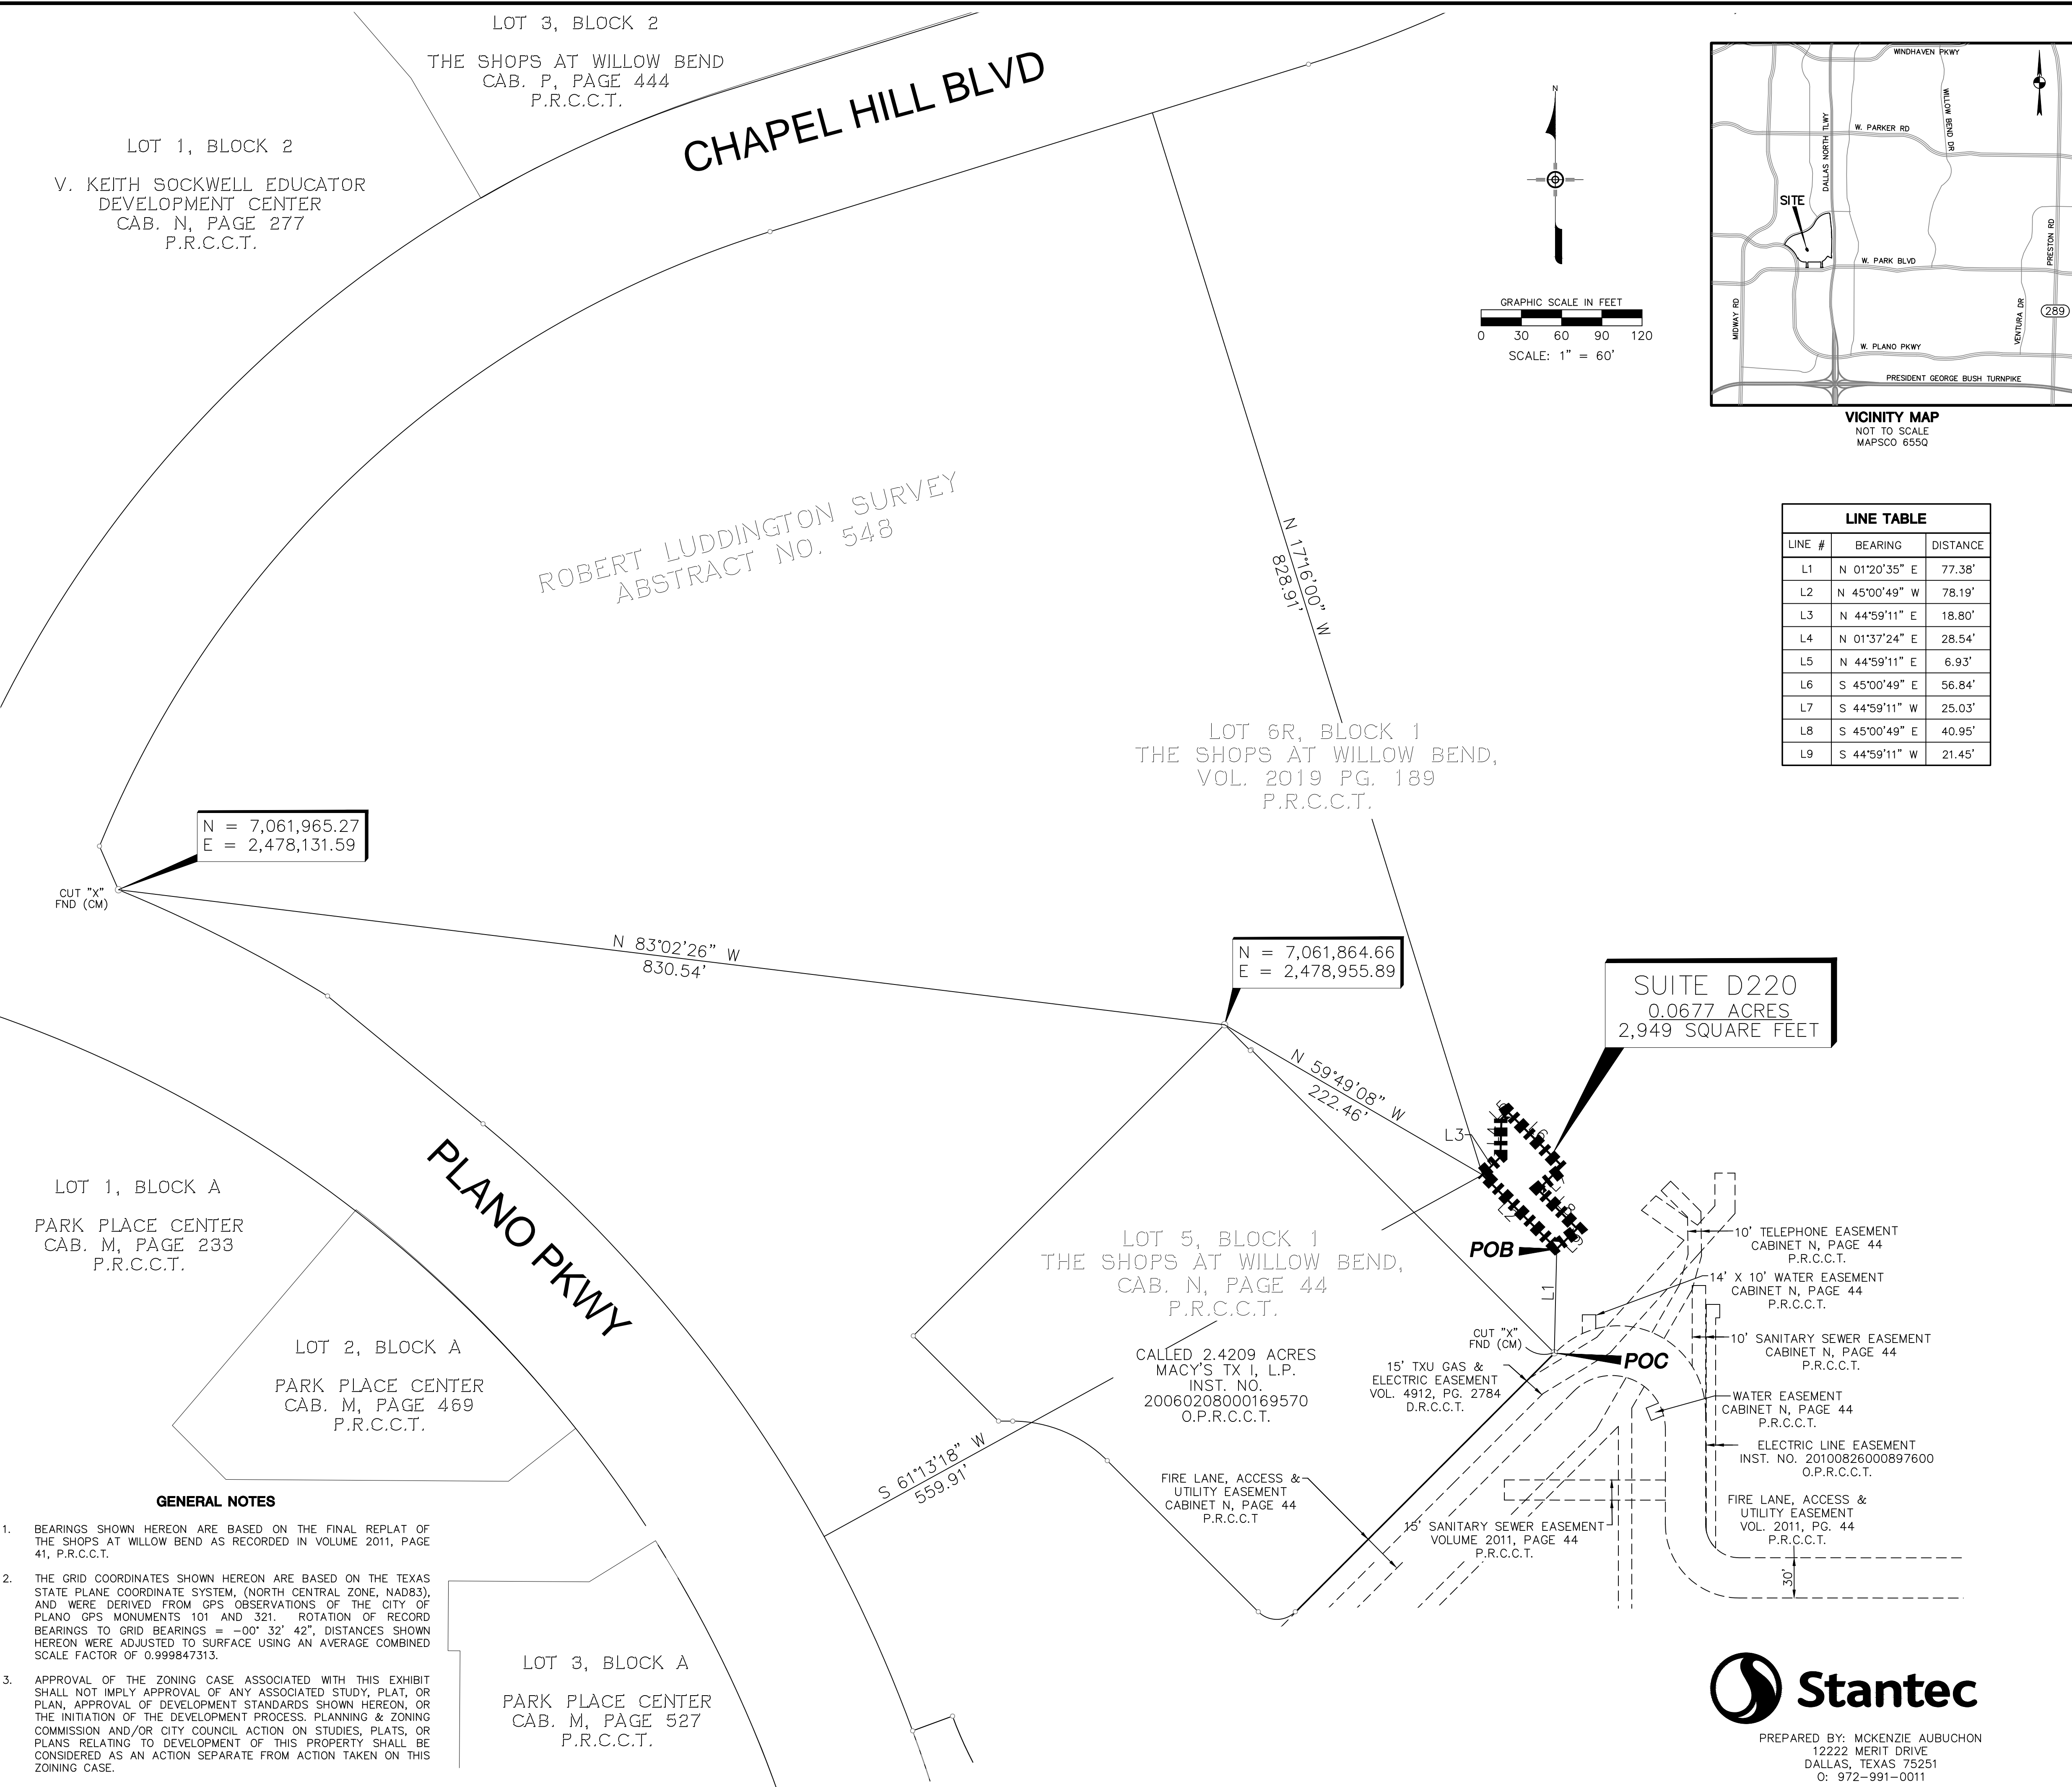 LOT 3, BLOCK 2
THE SHOPS AT WILLOW BEND
CAB. P, PAGE 444
P.R.C.C.T.
CHAPEL HILL BLVD
LOT 1, BLOCK 2
V. KEITH SOCKWELL EDUCATOR
DEVELOPMENT CENTER
CAB. N, PAGE 277
P.R.C.C.T.
N
GRAPHIC SCALE IN FEET
0 30 60 90 120
SCALE: 1" = 60'
WINDHAVEN PKWY
WILLOW BEND DR
W. PARKER RD
DALLAS NORTH TLWY
SITE
PRESTON RD
W. PARK BLVD
MIDWAY RD
VENTURA DR
289
W. PLANO PKWY
PRESIDENT GEORGE BUSH TURNPIKE
VICINITY MAP
NOT TO SCALE
MAPSCO 655Q
LINE TABLE
LINE # BEARING DISTANCE
L1 N 01°20'35" E 77.38'
L2 N 45°00'49" W 78.19'
L3 N 44°59'11" E 18.80'
L4 N 01°37'24" E 28.54'
L5 N 44°59'11" E 6.93'
L6 S 45°00'49" E 56.84'
L7 S 44°59'11" W 25.03'
L8 S 45°00'49" E 40.95'
L9 S 44°59'11" W 21.45'
ROBERT LUDDINGTON SURVEY
ABSTRACT NO. 548
N 17°16'00" W
828.91'
LOT 6R, BLOCK 1
THE SHOPS AT WILLOW BEND,
VOL. 2019 PG. 189
P.R.C.C.T.
N = 7,061,965.27
E = 2,478,131.59
CUT "X"
FND (CM)
N 83°02'26" W
830.54'
N = 7,061,864.66
E = 2,478,955.89
SUITE D220
0.0677 ACRES
2,949 SQUARE FEET
N 59°49'08" W
222.46'
L3
L6
L1
POB
POC
CUT "X"
FND (CM)
PLANO PKWY
LOT 1, BLOCK A
PARK PLACE CENTER
CAB. M, PAGE 233
P.R.C.C.T.
LOT 2, BLOCK A
PARK PLACE CENTER
CAB. M, PAGE 469
P.R.C.C.T.
LOT 5, BLOCK 1
THE SHOPS AT WILLOW BEND,
CAB. N, PAGE 44
P.R.C.C.T.
CALLED 2.4209 ACRES
MACY'S TX I, L.P.
INST. NO.
20060208000169570
O.P.R.C.C.T.
S 61°13'18" W
559.91'
15' TXU GAS &
ELECTRIC EASEMENT
VOL. 4912, PG. 2784
D.R.C.C.T.
FIRE LANE, ACCESS &
UTILITY EASEMENT
CABINET N, PAGE 44
P.R.C.C.T
15' SANITARY SEWER EASEMENT
VOLUME 2011, PAGE 44
P.R.C.C.T.
10' TELEPHONE EASEMENT
CABINET N, PAGE 44
P.R.C.C.T.
14' X 10' WATER EASEMENT
CABINET N, PAGE 44
P.R.C.C.T.
10' SANITARY SEWER EASEMENT
CABINET N, PAGE 44
P.R.C.C.T.
WATER EASEMENT
CABINET N, PAGE 44
P.R.C.C.T.
ELECTRIC LINE EASEMENT
INST. NO. 20100826000897600
O.P.R.C.C.T.
FIRE LANE, ACCESS &
UTILITY EASEMENT
VOL. 2011, PG. 44
P.R.C.C.T.
30'
GENERAL NOTES
1. BEARINGS SHOWN HEREON ARE BASED ON THE FINAL REPLAT OF
THE SHOPS AT WILLOW BEND AS RECORDED IN VOLUME 2011, PAGE
41, P.R.C.C.T.
2. THE GRID COORDINATES SHOWN HEREON ARE BASED ON THE TEXAS
STATE PLANE COORDINATE SYSTEM, (NORTH CENTRAL ZONE, NAD83),
AND WERE DERIVED FROM GPS OBSERVATIONS OF THE CITY OF
PLANO GPS MONUMENTS 101 AND 321. ROTATION OF RECORD
BEARINGS TO GRID BEARINGS = -00° 32' 42", DISTANCES SHOWN
HEREON WERE ADJUSTED TO SURFACE USING AN AVERAGE COMBINED
SCALE FACTOR OF 0.999847313.
3. APPROVAL OF THE ZONING CASE ASSOCIATED WITH THIS EXHIBIT
SHALL NOT IMPLY APPROVAL OF ANY ASSOCIATED STUDY, PLAT, OR
PLAN, APPROVAL OF DEVELOPMENT STANDARDS SHOWN HEREON, OR
THE INITIATION OF THE DEVELOPMENT PROCESS. PLANNING & ZONING
COMMISSION AND/OR CITY COUNCIL ACTION ON STUDIES, PLATS, OR
PLANS RELATING TO DEVELOPMENT OF THIS PROPERTY SHALL BE
CONSIDERED AS AN ACTION SEPARATE FROM ACTION TAKEN ON THIS
ZOINING CASE.
LOT 3, BLOCK A
PARK PLACE CENTER
CAB. M, PAGE 527
P.R.C.C.T.
Stantec
PREPARED BY: MCKENZIE AUBUCHON
12222 MERIT DRIVE
DALLAS, TEXAS 75251
O: 972-991-0011